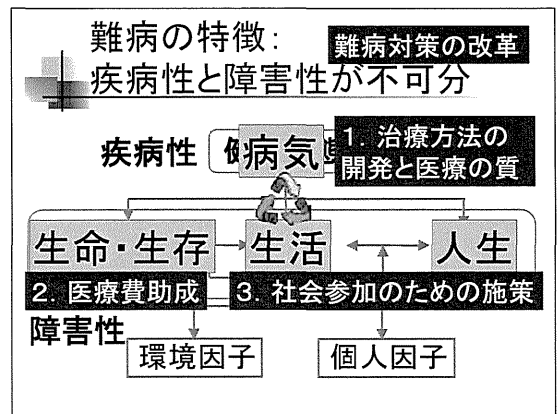 難病の特徴:
疾病性と障害性が不可分
難病対策の改革
疾病性
病気
1. 治療方法の
開発と医療の質
生命・生存
生活
人生
2. 医療費助成
3. 社会参加のための施策
障害性
環境因子
個人因子